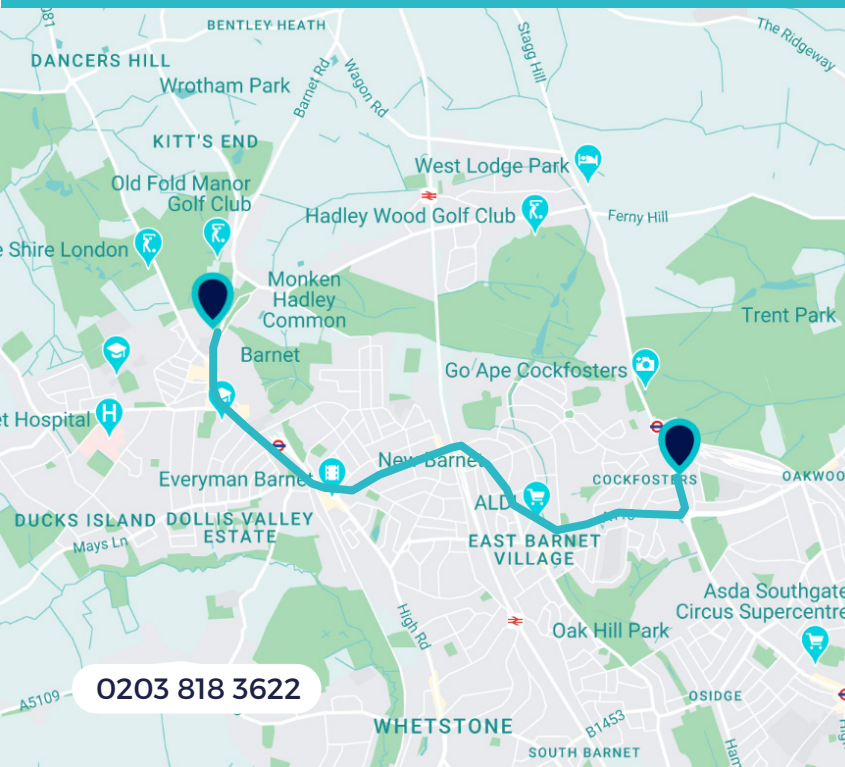 081
BENTLEY HEATH
The Ridgeway
DANCERS HILL
Stagg Hill
Wrotham Park
Barnet Rd
Wagon Rd
KITT'S END
West Lodge Park
Old Fold Manor
Golf Club
Hadley Wood Golf Club
Ferny Hill
e Shire London
Monken
Hadley
Common
Trent Park
Barnet
Go Ape Cockfosters
H
et Hospital
New Barnet
Everyman Barnet
COCKFOSTERS
OAKWOO
ALDI
DUCKS ISLAND
DOLLIS VALLEY
ESTATE
Mays Ln
EAST BARNET
VILLAGE
Asda Southgate
Circus Supercentre
High Rd
Oak Hill Park
0203 818 3622
A5109
OSIDGE
WHETSTONE
B1453
SOUTH BARNET
Ham